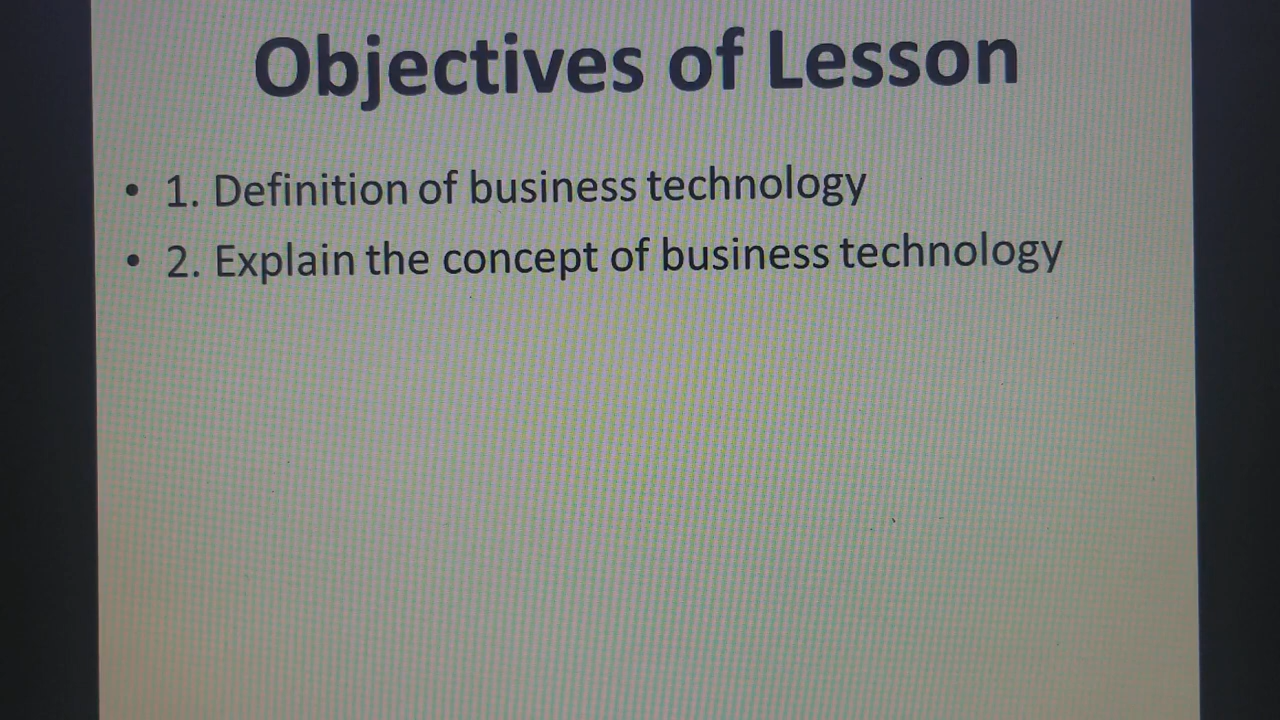 Objectives of Lesson
• 1. Definition of business technology
• 2. Explain the concept of business technology